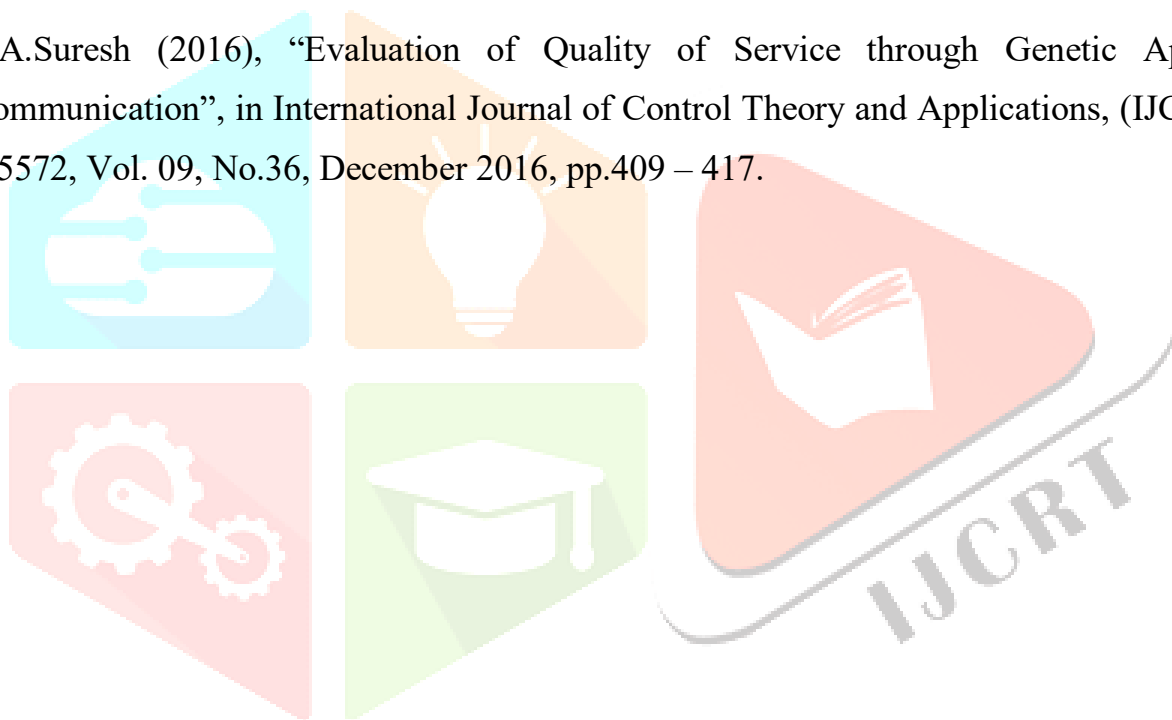 A.Suresh (2016), “Evaluation of Quality of Service through Genetic Ap
ommunication”, in International Journal of Control Theory and Applications, (IJC
5572, Vol. 09, No.36, December 2016, pp.409 – 417.
IJCRT